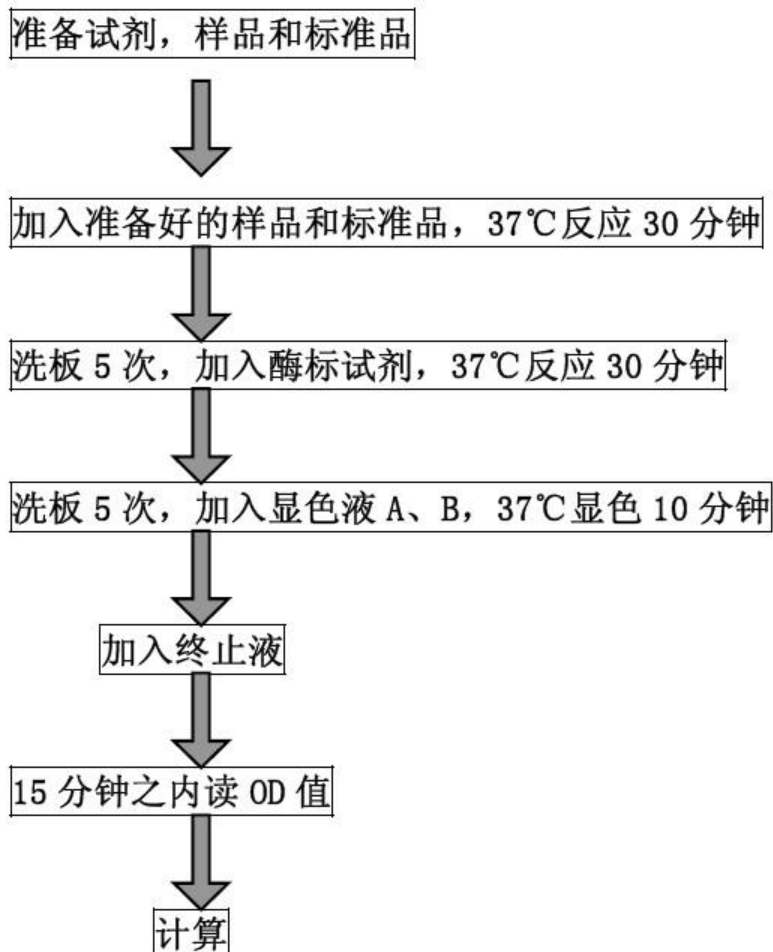 准备试剂，样品和标准品
加入准备好的样品和标准品，37℃反应 30 分钟
洗板 5 次，加入酶标试剂，37℃反应 30 分钟
洗板 5 次，加入显色液 A、B，37℃显色 10 分钟
加入终止液
15 分钟之内读 OD 值
计算